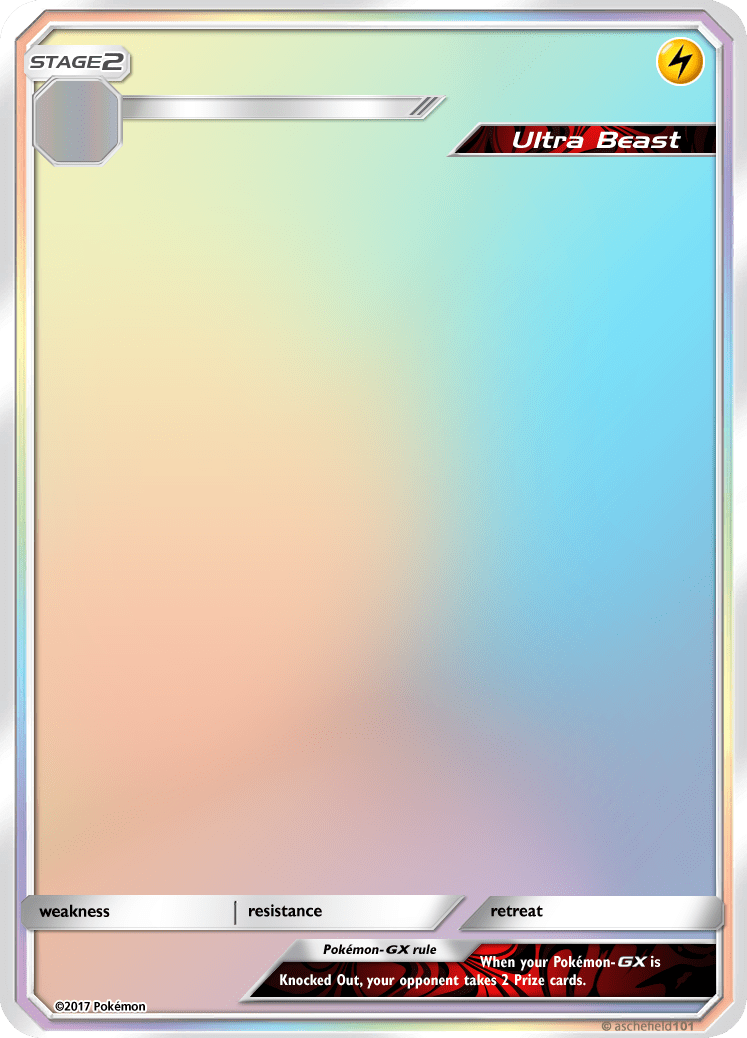 STAGE2
Ultra Beast
weakness
resistance
retreat
Pokémon-GX rule
When your Pokémon-GX is
Knocked Out, your opponent takes 2 Prize cards.
©2017 Pokémon
© aschefield101